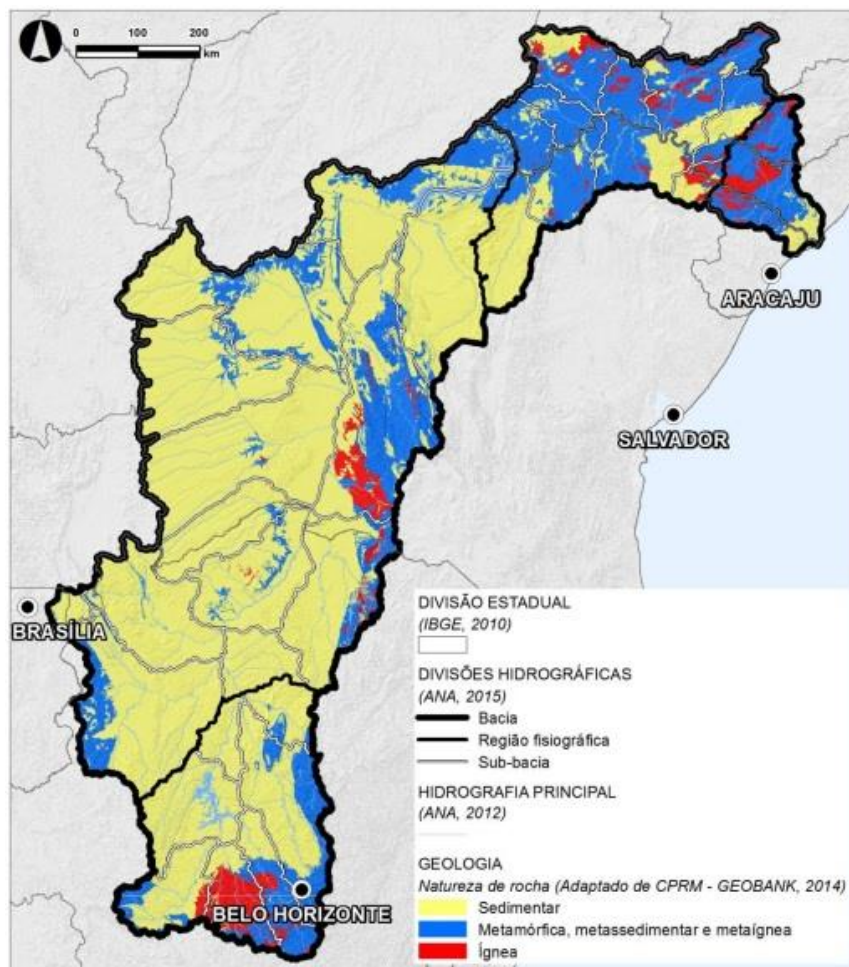 0 100 200
km
ARACAJU
SALVADOR
BRASÍLIA
BELO HORIZONTE
DIVISÃO ESTADUAL
(IBGE, 2010)
DIVISÕES HIDROGRÁFICAS
(ANA, 2015)
Bacia
Região fisiográfica
Sub-bacia
HIDROGRAFIA PRINCIPAL
(ANA, 2012)
GEOLOGIA
Natureza de rocha (Adaptado de CPRM - GEOBANK, 2014)
Sedimentar
Metamórfica, metassedimentar e metaígnea
Ígnea